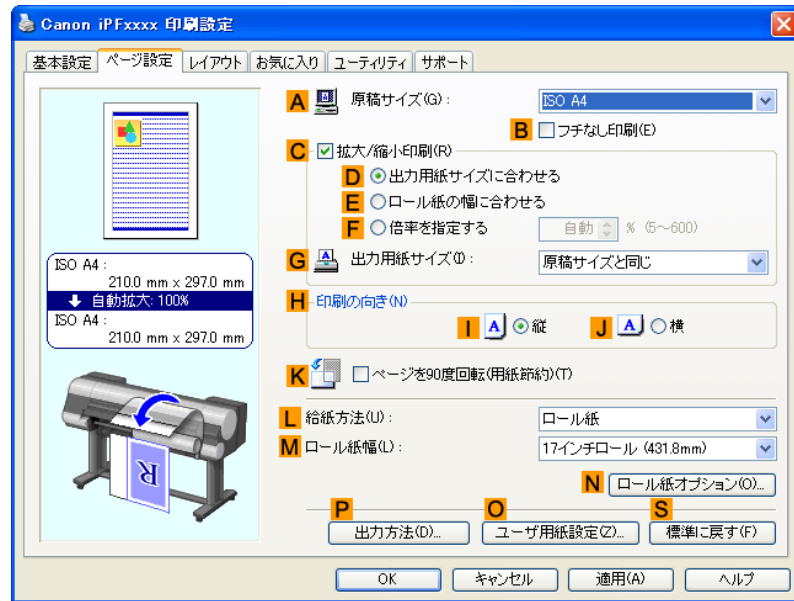 Canon iPFxxxx 印刷設定
基本設定 ページ設定 レイアウト お気に入り ユーティリティ サポート
A 原稿サイズ(G): ISO A4
B フチなし印刷(E)
C 拡大/縮小印刷(R)
D 出力用紙サイズに合わせる
E ロール紙の幅に合わせる
F 倍率を指定する 自動 % (5~600)
G 出力用紙サイズ(I): 原稿サイズと同じ
ISO A4 :
210.0 mm x 297.0 mm
自動拡大: 100%
ISO A4 :
210.0 mm x 297.0 mm
H 印刷の向き(N)
I A 縦 J A 横
K ページを90度回転(用紙節約)(T)
L 給紙方法(U): ロール紙
M ロール紙幅(L): 17インチロール (431.8mm)
R
N ロール紙オプション(O)...
P O S
出力方法(D)... ユーザ用紙設定(Z)... 標準に戻す(F)
OK キャンセル 適用(A) ヘルプ